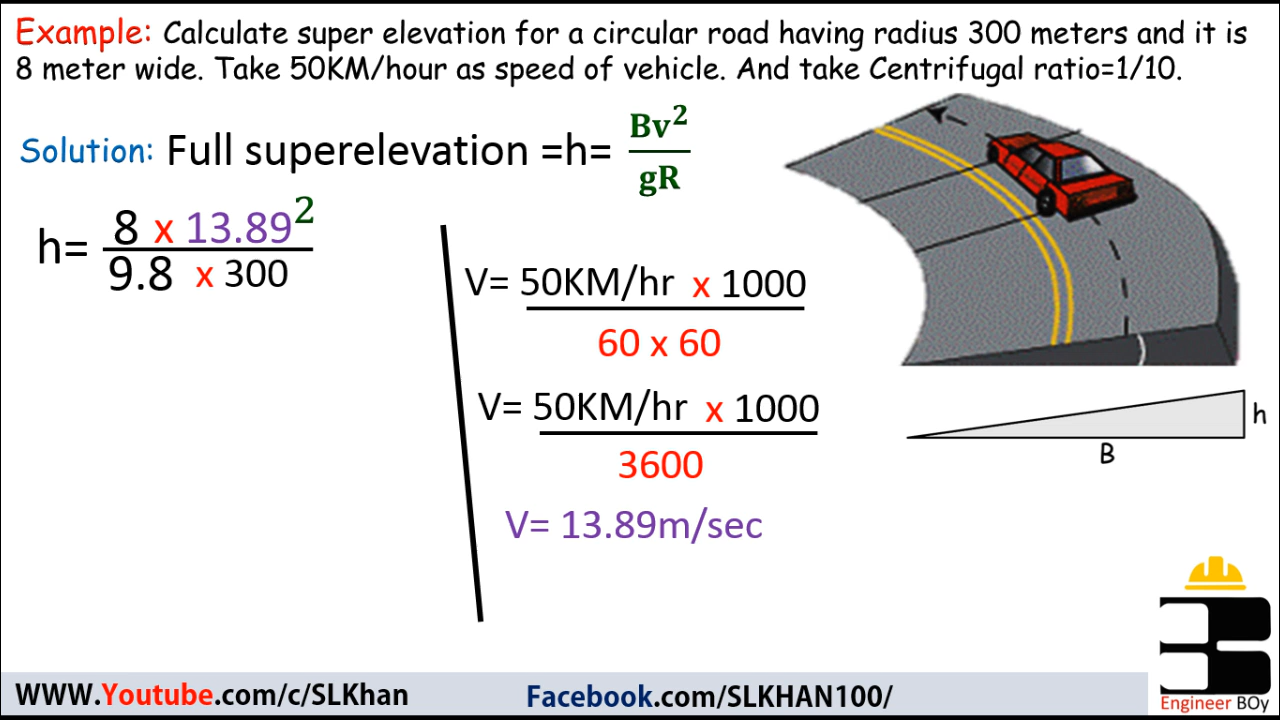 Example: Calculate super elevation for a circular road having radius 300 meters and it is
8 meter wide. Take 50KM/hour as speed of vehicle. And take Centrifugal ratio=1/10.
Solution: Full superelevation =h= Bv²
gR
h= 8 x 13.89²
9.8 x 300
V= 50KM/hr x 1000
60 x 60
V= 50KM/hr x 1000
3600
V= 13.89m/sec
h
B
WWW.Youtube.com/c/SLKhan
Facebook.com/SLKHAN100/
Engineer BOy